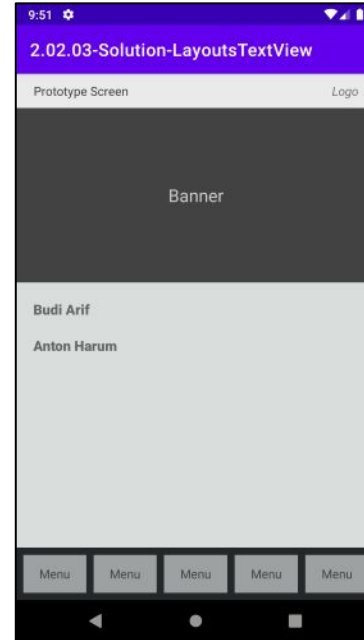 9:51
2.02.03-Solution-LayoutsTextView
Prototype Screen Logo
Banner
Budi Arif
Anton Harum
Menu Menu Menu Menu Menu